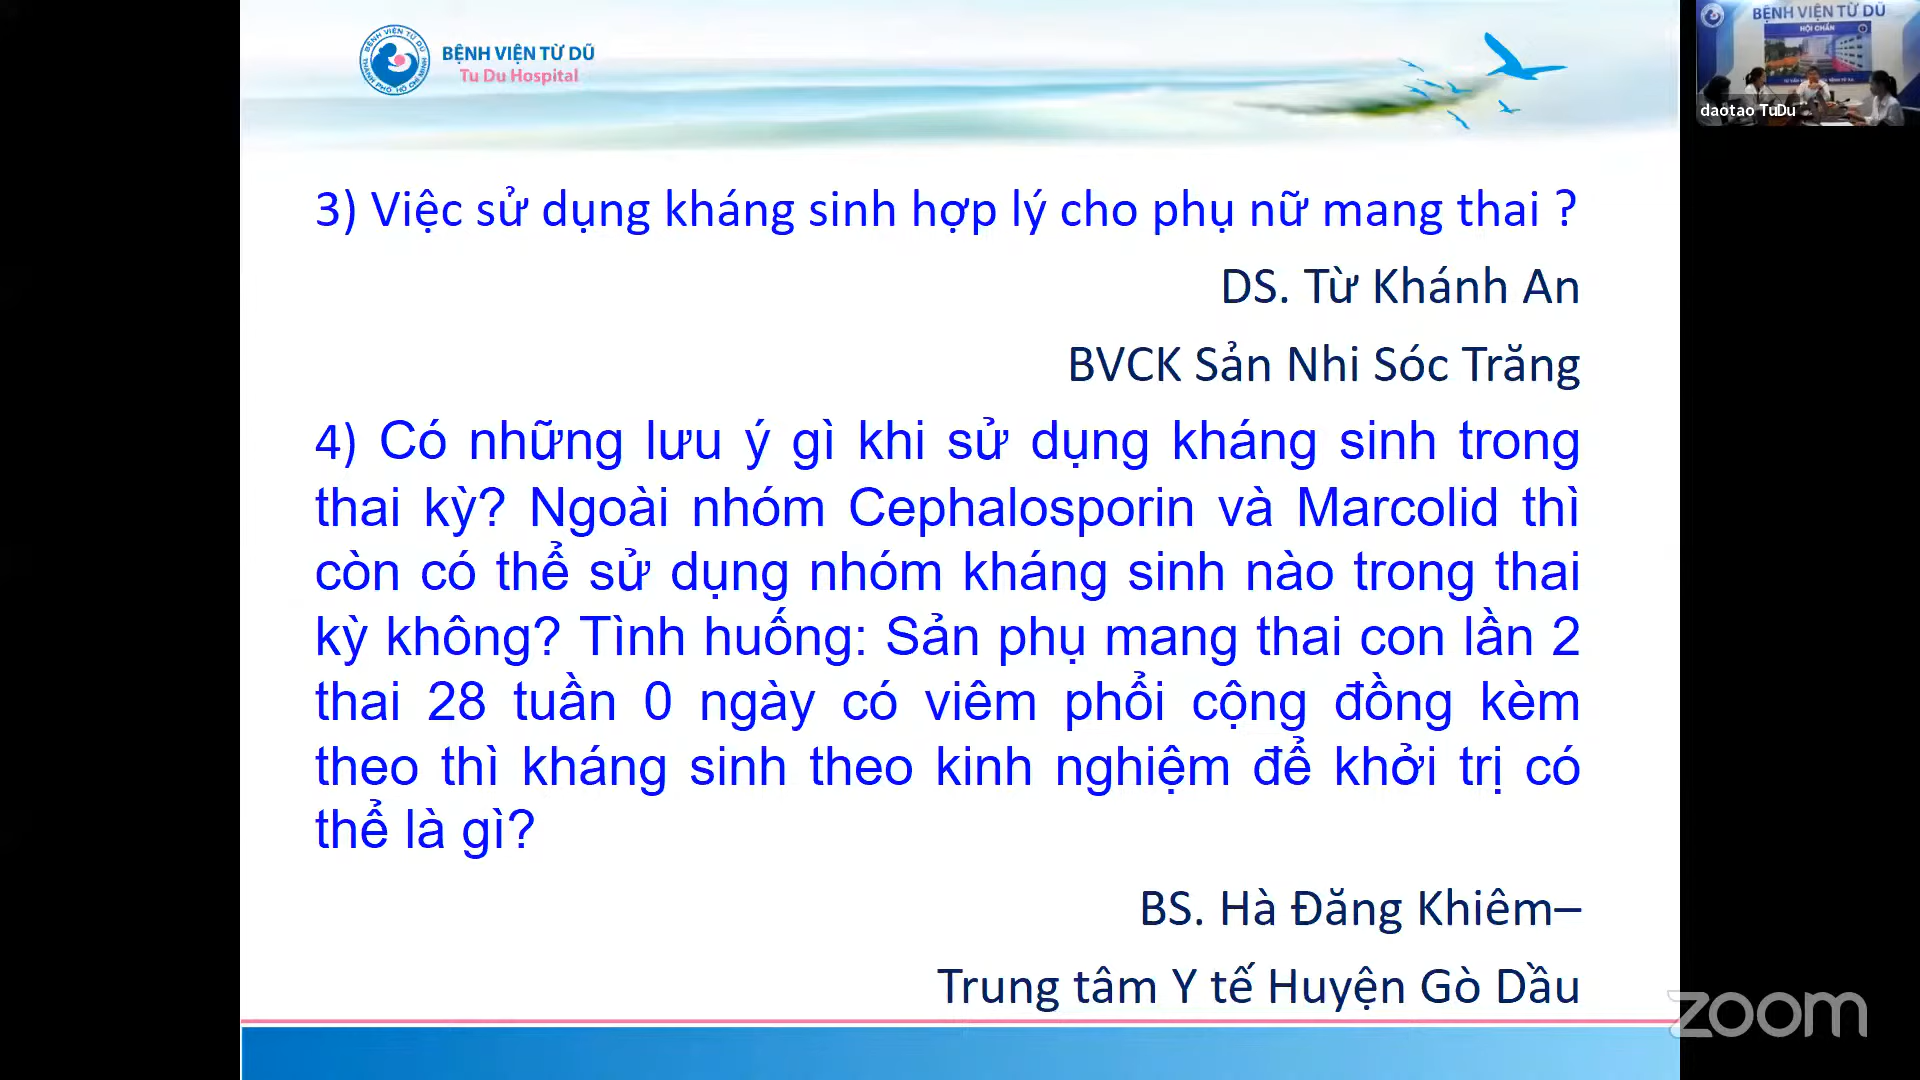 BỆNH VIỆN TỪ DŨ
Tu Du Hospital
BỆNH VIỆN TỪ DŨ
HỘI CHẨN
daotao TuDu
3) Việc sử dụng kháng sinh hợp lý cho phụ nữ mang thai ?
DS. Từ Khánh An
BVCK Sản Nhi Sóc Trăng
4) Có những lưu ý gì khi sử dụng kháng sinh trong
thai kỳ? Ngoài nhóm Cephalosporin và Marcolid thì
còn có thể sử dụng nhóm kháng sinh nào trong thai
kỳ không? Tình huống: Sản phụ mang thai con lần 2
thai 28 tuần 0 ngày có viêm phổi cộng đồng kèm
theo thì kháng sinh theo kinh nghiệm để khởi trị có
thể là gì?
BS. Hà Đăng Khiêm–
Trung tâm Y tế Huyện Gò Dầu
zoom